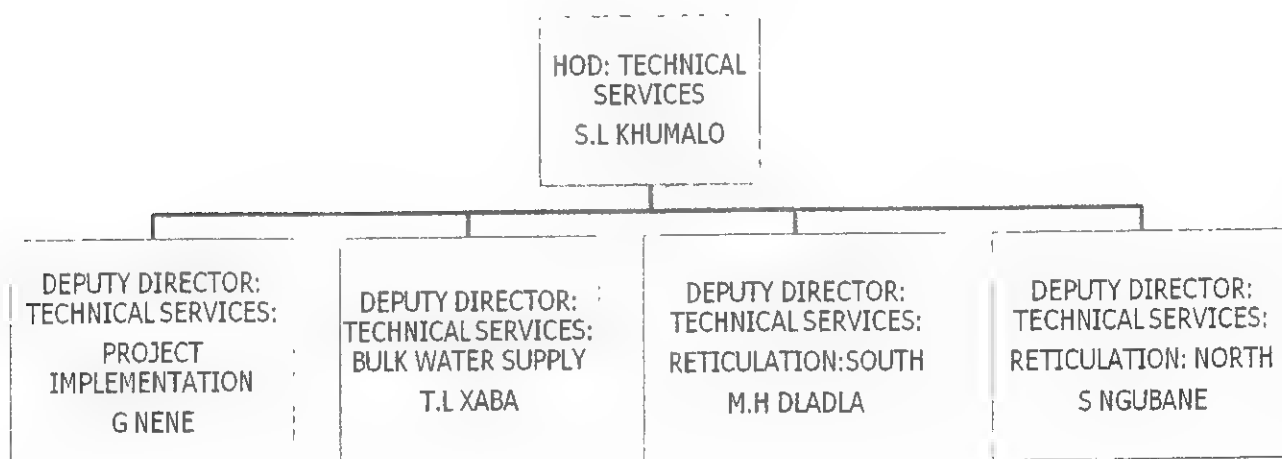 HOD: TECHNICAL
SERVICES
S.L KHUMALO
DEPUTY DIRECTOR:
TECHNICAL SERVICES:
PROJECT
IMPLEMENTATION
G NENE
DEPUTY DIRECTOR:
TECHNICAL SERVICES:
BULK WATER SUPPLY
T.L XABA
DEPUTY DIRECTOR:
TECHNICAL SERVICES:
RETICULATION:SOUTH
M.H DLADLA
DEPUTY DIRECTOR:
TECHNICAL SERVICES:
RETICULATION: NORTH
S NGUBANE